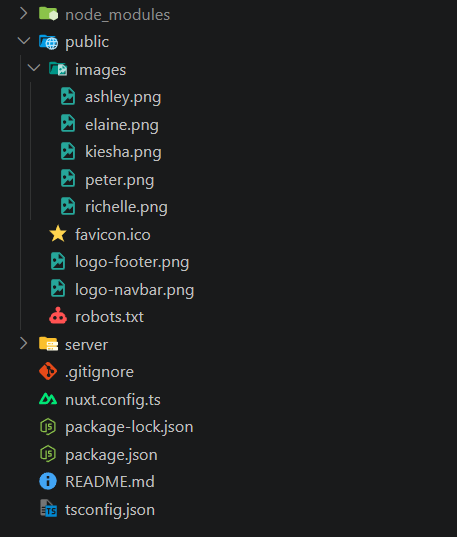 node_modules
public
images
ashley.png
elaine.png
kiesha.png
peter.png
richelle.png
favicon.ico
logo-footer.png
logo-navbar.png
robots.txt
server
.gitignore
nuxt.config.ts
package-lock.json
package.json
README.md
tsconfig.json